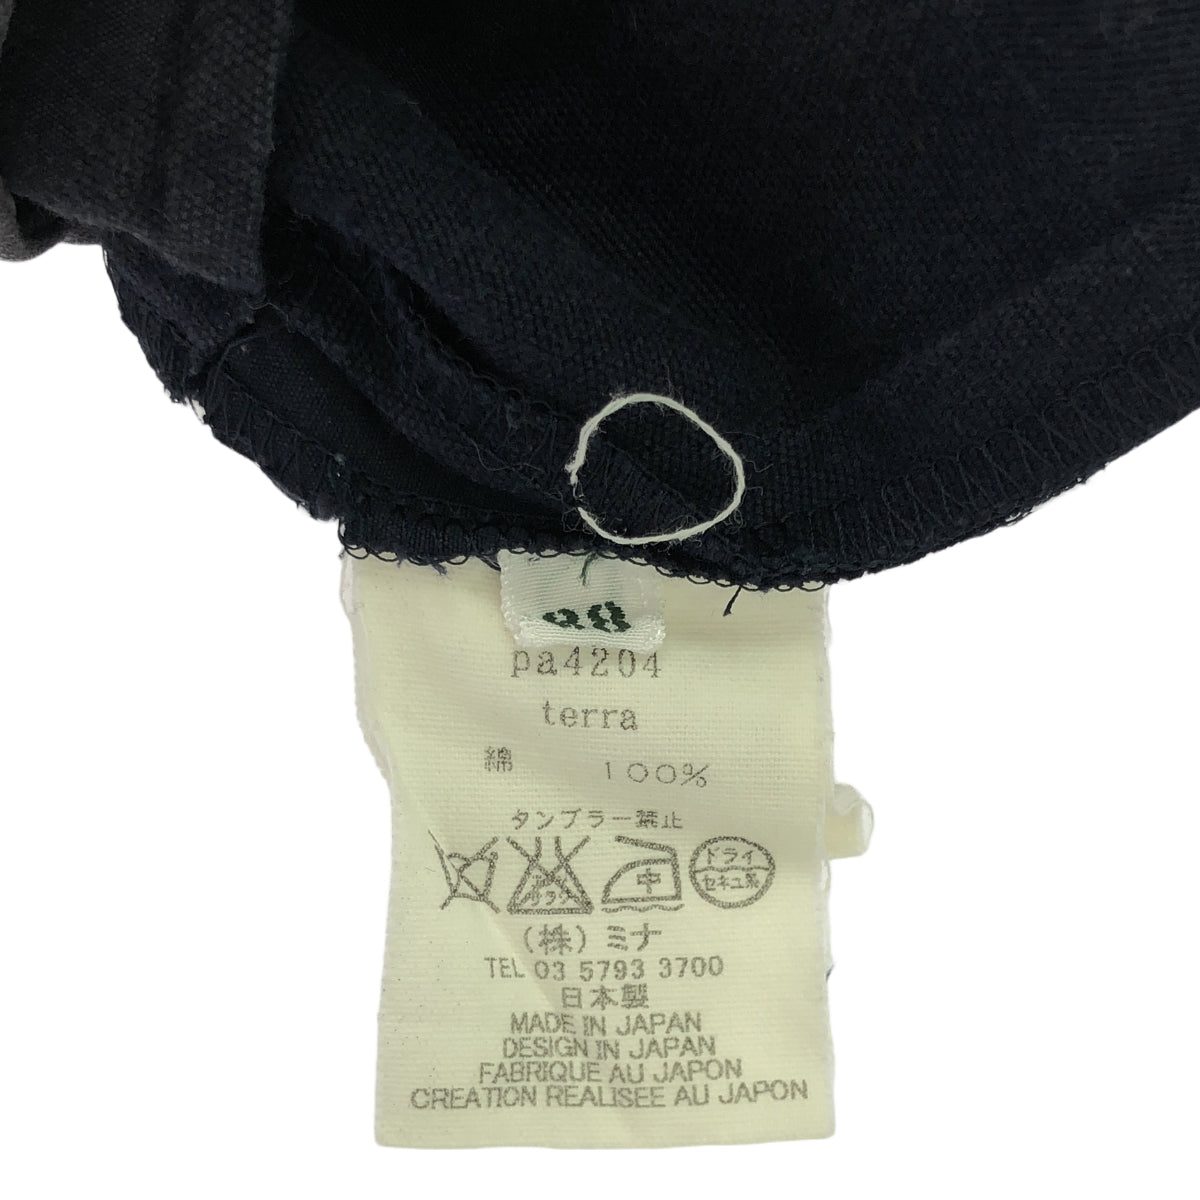 38
pa4204
terra
綿 100%
タンブラー禁止
中
ドライ
セキユ系
(株)ミナ
TEL 03 5793 3700
日本製
MADE IN JAPAN
DESIGN IN JAPAN
FABRIQUE AU JAPON
CREATION REALISEE AU JAPON